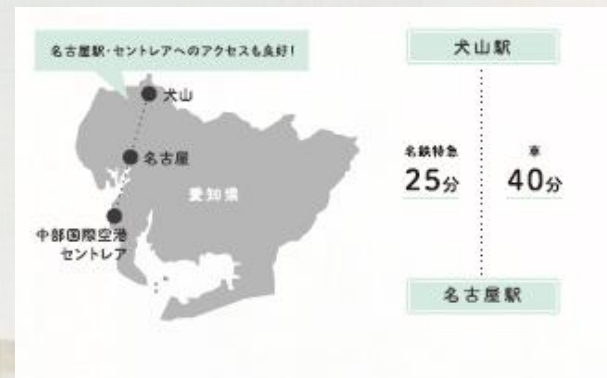 名古屋駅・セントレアへのアクセスも良好!
犬山
名古屋
愛知県
中部国際空港
セントレア
犬山駅
名鉄特急
25分
車
40分
名古屋駅